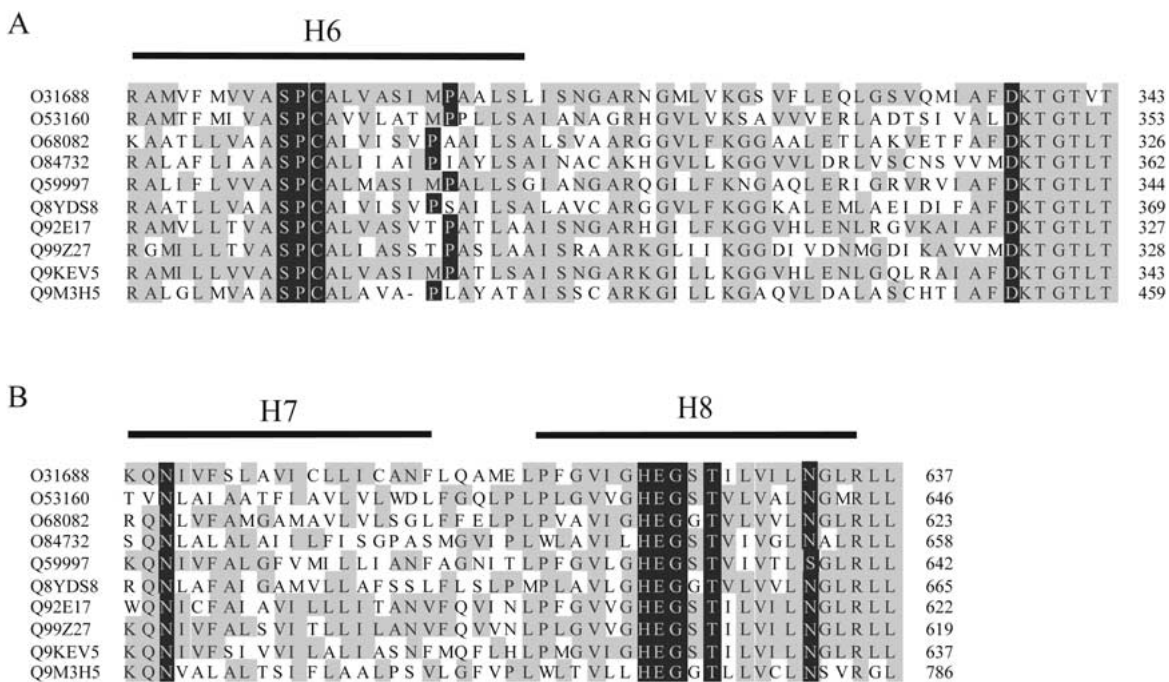 A
H6
O31688 RAMVFMVVASPCALVASIMPAALSLISNGARNGMLVKGSVFLEQLGSVQMIAFDKTGTVT 343
O53160 RAMTFMIVASPCAVVLATMPPLLSAIANAGRHGVLVKSAVVVERLADTSIVALDKTGTLT 353
O68082 KAATLLVAASPCAIVISVPAAILSALSVAARGGVLFKGGAALETLAKVETFAFDKTGTLT 326
O84732 RALAFLIAASPCALIIAIPIAYLSAINACAKHGVLLKGGVVLDRLVSCNSVVMDKTGTLT 362
Q59997 RALIFLVVASPCALMASIMPALLSGIANGARQGILFKNGAQLERIGRVRVIAFDKTGTLT 344
Q8YDS8 RAATLLVAASPCAIVISVPSAILSALAVCARGGVLFKGGKALEMLAEIDIFAFDKTGTLT 369
Q92E17 RAMVLLTVASPCALVASVTPATLAAISNGARHGILFKGGVHLENLRGVKAIAFDKTGTLT 327
Q99Z27 RGMILLTVASPCALIASSTPASLAAISRAARKGILIKGGDIVDNMGDIKAVVMDKTGTLT 328
Q9KEV5 RAMILLVVASPCALVASIMPATLSAISNGARKGILLKGGVHLENLGQLRAIAFDKTGTLT 343
Q9M3H5 RALGLMVAASPCALAVA-PLAYATAISSCARKGILLKGAQVLDALASCHTIAFDKTGTLT 459
B
H7 H8
O31688 KQNIVFSLAVICLLICANFLQAMELPFGVIGHEGSTILVILNGLRLL 637
O53160 TVNLAIAATFIAVLVLWDLFGQLPLPLGVVGHEGSTVLVALNGMRLL 646
O68082 RQNLVFAMGAMAVLVLSGLFFELPLPVAVIGHEGGTVLVVLNGLRLL 623
O84732 SQNLALALAIILFISGPASMGVIPLWLAVILHEGSTVIVGLNALRLL 658
Q59997 KQNIVFALGFVMILLIANFAGNITLPFGVLGHEGSTVIVTLSGLRLL 642
Q8YDS8 RQNLAFAIGAMVLLAFSSLFLSLPMPLAVLGHEGGTVLVVLNGLRLL 665
Q92E17 WQNICFAIAVILLLITANVFQVINLPFGVVGHEGSTILVILNGLRLL 622
Q99Z27 KQNIVFALSVITLLILANVFQVVNLPLGVVGHEGSTILVILNGLRLL 619
Q9KEV5 KQNIVFSIVVILALIASNFMQFLHLPMGVIGHEGSTILVILNGLRLL 637
Q9M3H5 KQNVALALTSIFLAALPSVLGFVPLWLTVLLHEGGTLLVCLNSVRGL 786